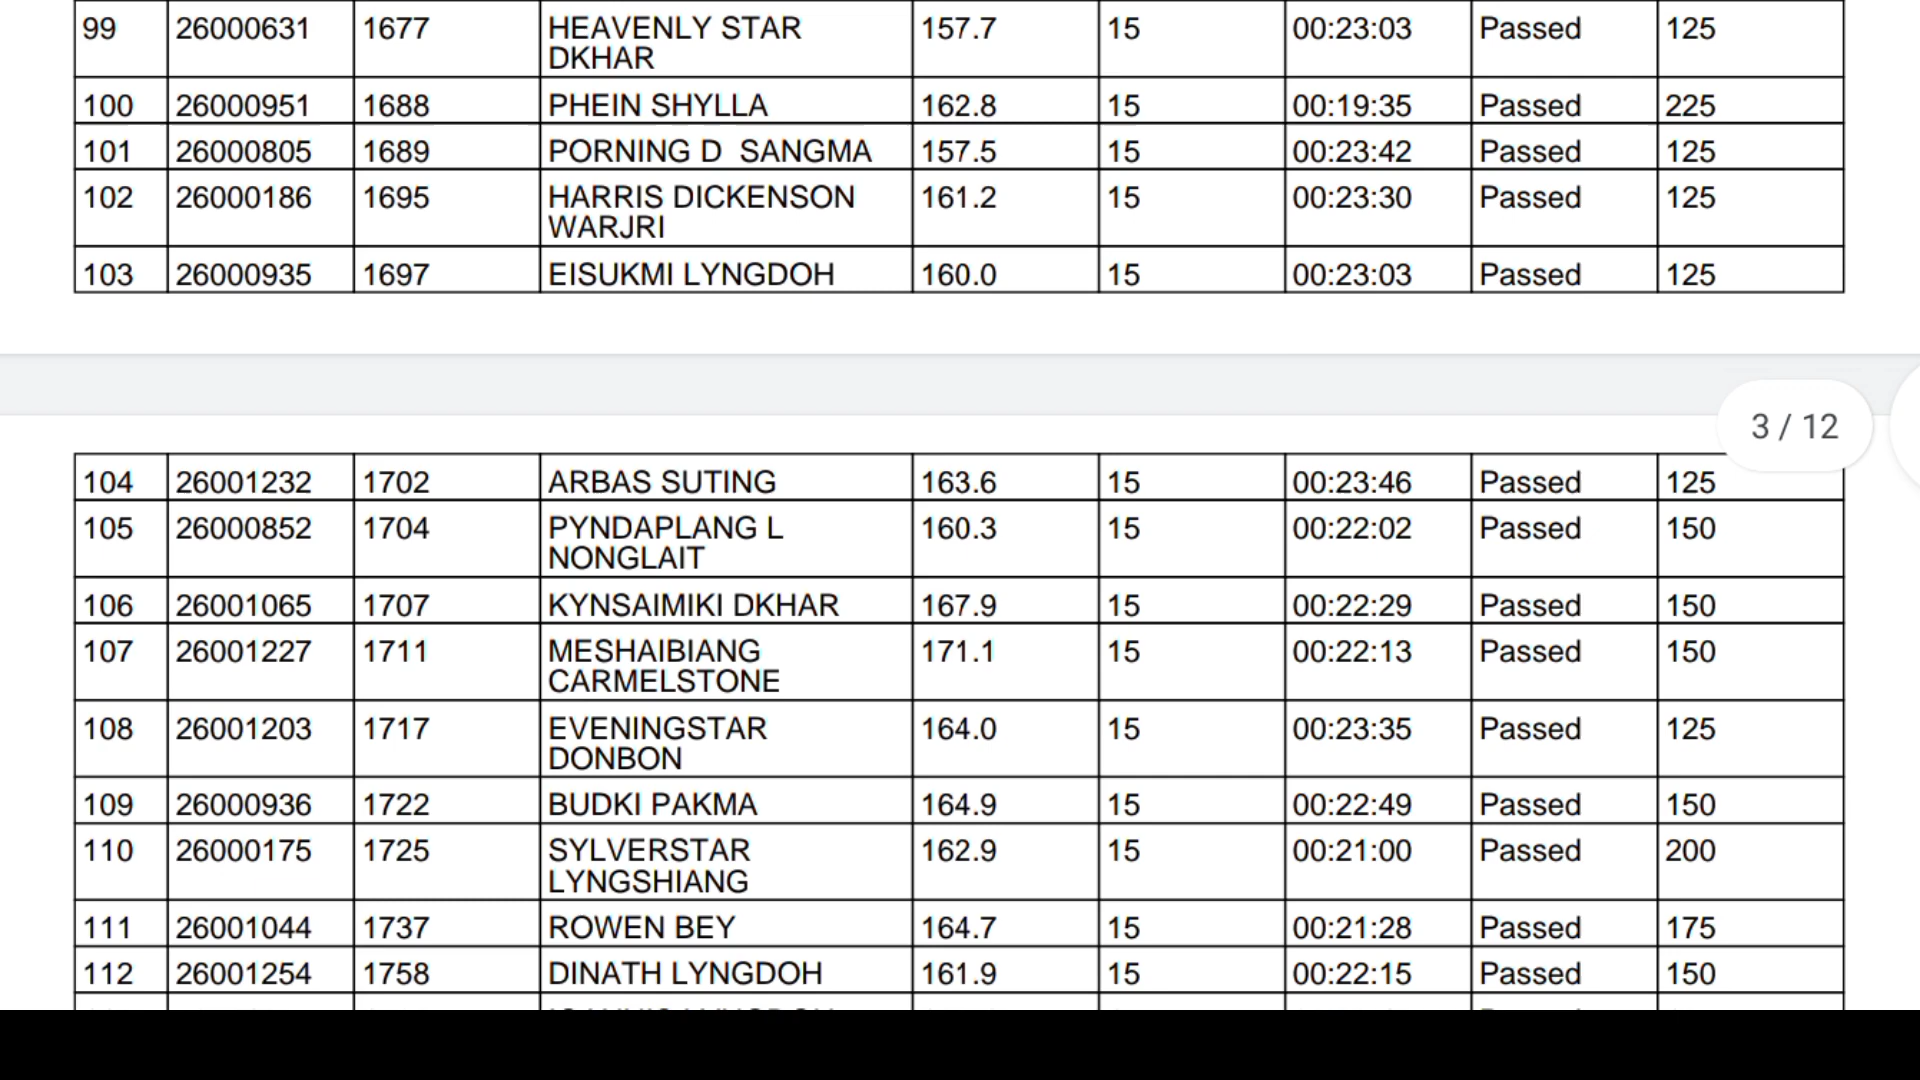 99 26000631 1677 HEAVENLY STAR 157.7 15 00:23:03 Passed 125
DKHAR
100 26000951 1688 PHEIN SHYLLA 162.8 15 00:19:35 Passed 225
101 26000805 1689 PORNING D  SANGMA 157.5 15 00:23:42 Passed 125
102 26000186 1695 HARRIS DICKENSON 161.2 15 00:23:30 Passed 125
WARJRI
103 26000935 1697 EISUKMI LYNGDOH 160.0 15 00:23:03 Passed 125
3 / 12
104 26001232 1702 ARBAS SUTING 163.6 15 00:23:46 Passed 125
105 26000852 1704 PYNDAPLANG L 160.3 15 00:22:02 Passed 150
NONGLAIT
106 26001065 1707 KYNSAIMIKI DKHAR 167.9 15 00:22:29 Passed 150
107 26001227 1711 MESHAIBIANG 171.1 15 00:22:13 Passed 150
CARMELSTONE
108 26001203 1717 EVENINGSTAR 164.0 15 00:23:35 Passed 125
DONBON
109 26000936 1722 BUDKI PAKMA 164.9 15 00:22:49 Passed 150
110 26000175 1725 SYLVERSTAR 162.9 15 00:21:00 Passed 200
LYNGSHIANG
111 26001044 1737 ROWEN BEY 164.7 15 00:21:28 Passed 175
112 26001254 1758 DINATH LYNGDOH 161.9 15 00:22:15 Passed 150